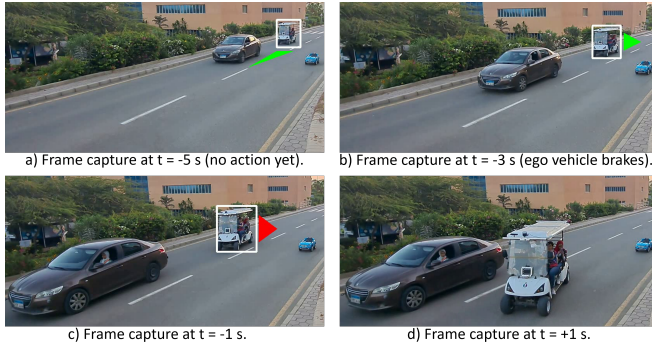 a) Frame capture at t = -5 s (no action yet).
b) Frame capture at t = -3 s (ego vehicle brakes).
c) Frame capture at t = -1 s.
d) Frame capture at t = +1 s.